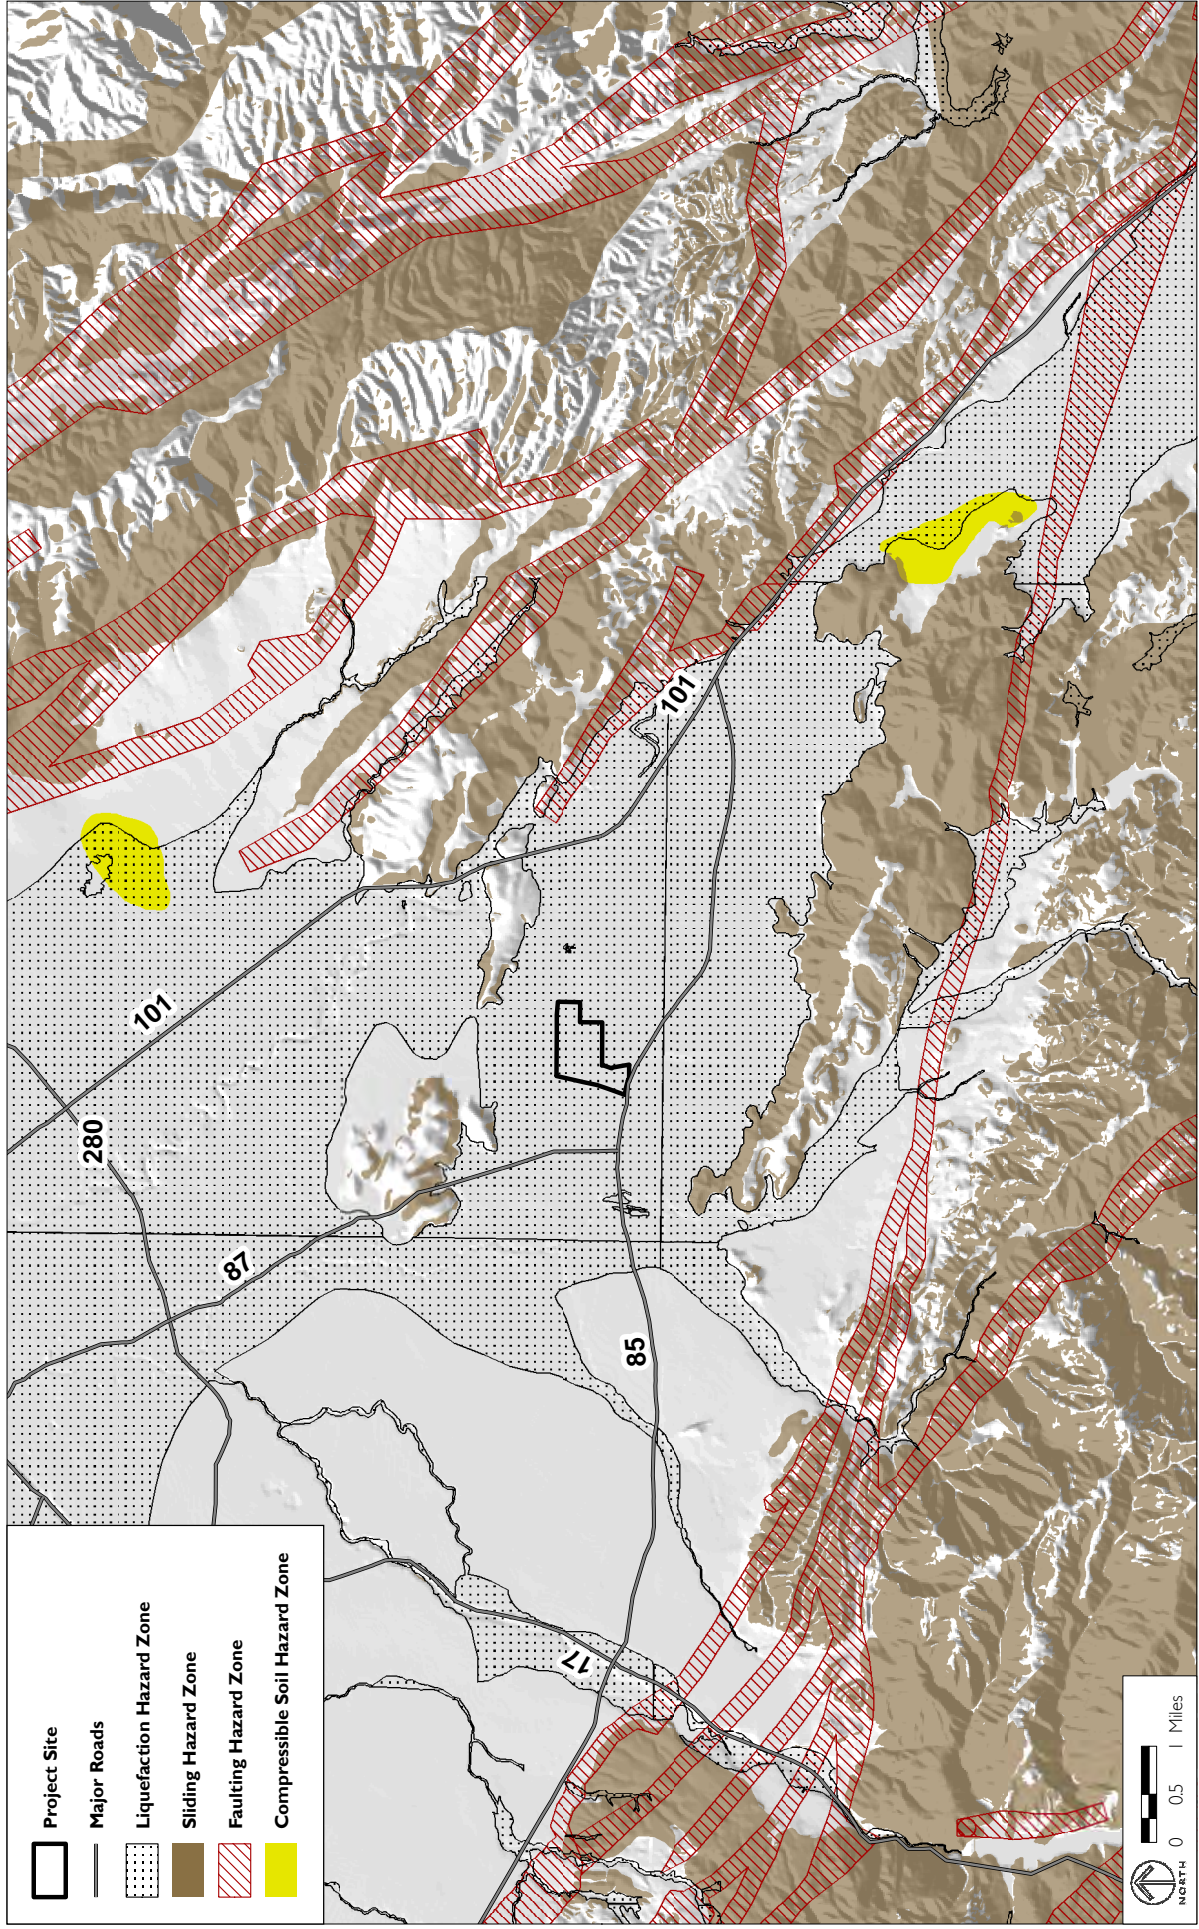 Project Site
Major Roads
Liquefaction Hazard Zone
Sliding Hazard Zone
Faulting Hazard Zone
Compressible Soil Hazard Zone
280
101
87
101
85
17
NORTH
0 0.5 1 Miles